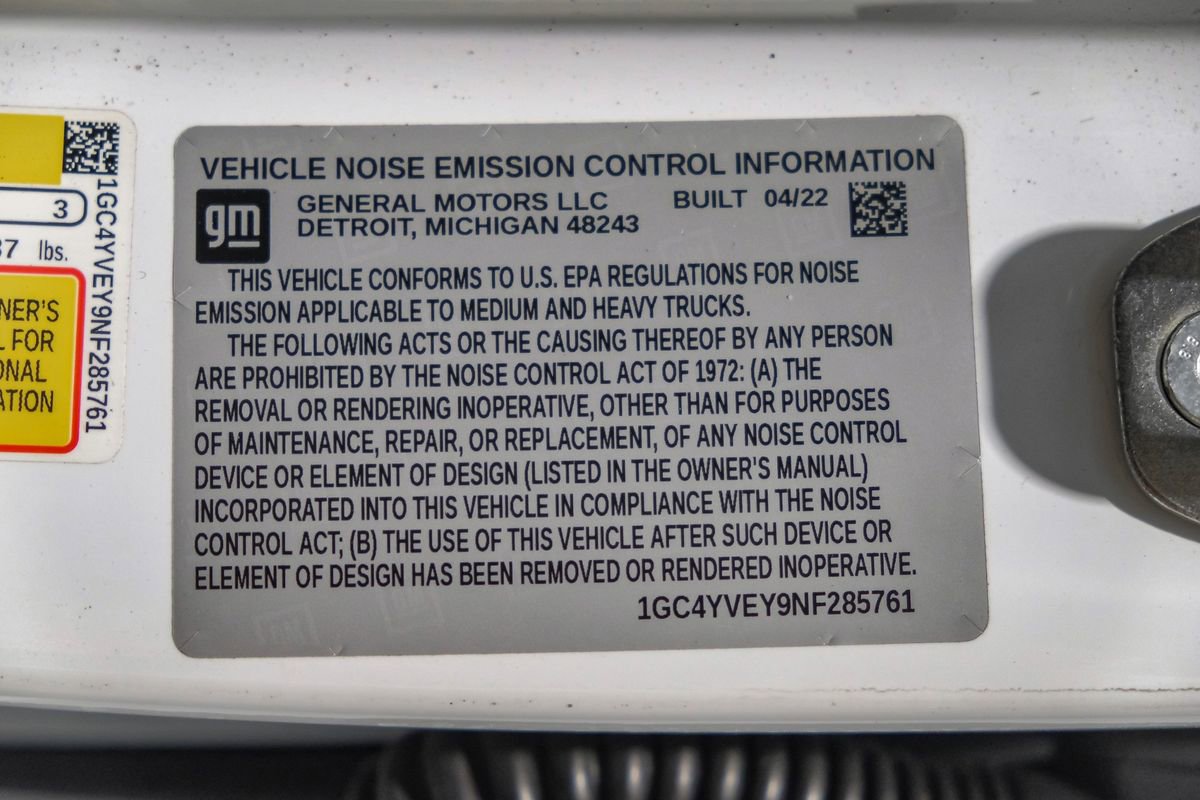 3
37 lbs.
NER'S
L FOR
ONAL
ATION
1GC4YVEY9NF285761
VEHICLE NOISE EMISSION CONTROL INFORMATION
gm
GENERAL MOTORS LLC BUILT 04/22
DETROIT, MICHIGAN 48243
THIS VEHICLE CONFORMS TO U.S. EPA REGULATIONS FOR NOISE
EMISSION APPLICABLE TO MEDIUM AND HEAVY TRUCKS.
THE FOLLOWING ACTS OR THE CAUSING THEREOF BY ANY PERSON
ARE PROHIBITED BY THE NOISE CONTROL ACT OF 1972: (A) THE
REMOVAL OR RENDERING INOPERATIVE, OTHER THAN FOR PURPOSES
OF MAINTENANCE, REPAIR, OR REPLACEMENT, OF ANY NOISE CONTROL
DEVICE OR ELEMENT OF DESIGN (LISTED IN THE OWNER'S MANUAL)
INCORPORATED INTO THIS VEHICLE IN COMPLIANCE WITH THE NOISE
CONTROL ACT; (B) THE USE OF THIS VEHICLE AFTER SUCH DEVICE OR
ELEMENT OF DESIGN HAS BEEN REMOVED OR RENDERED INOPERATIVE.
1GC4YVEY9NF285761